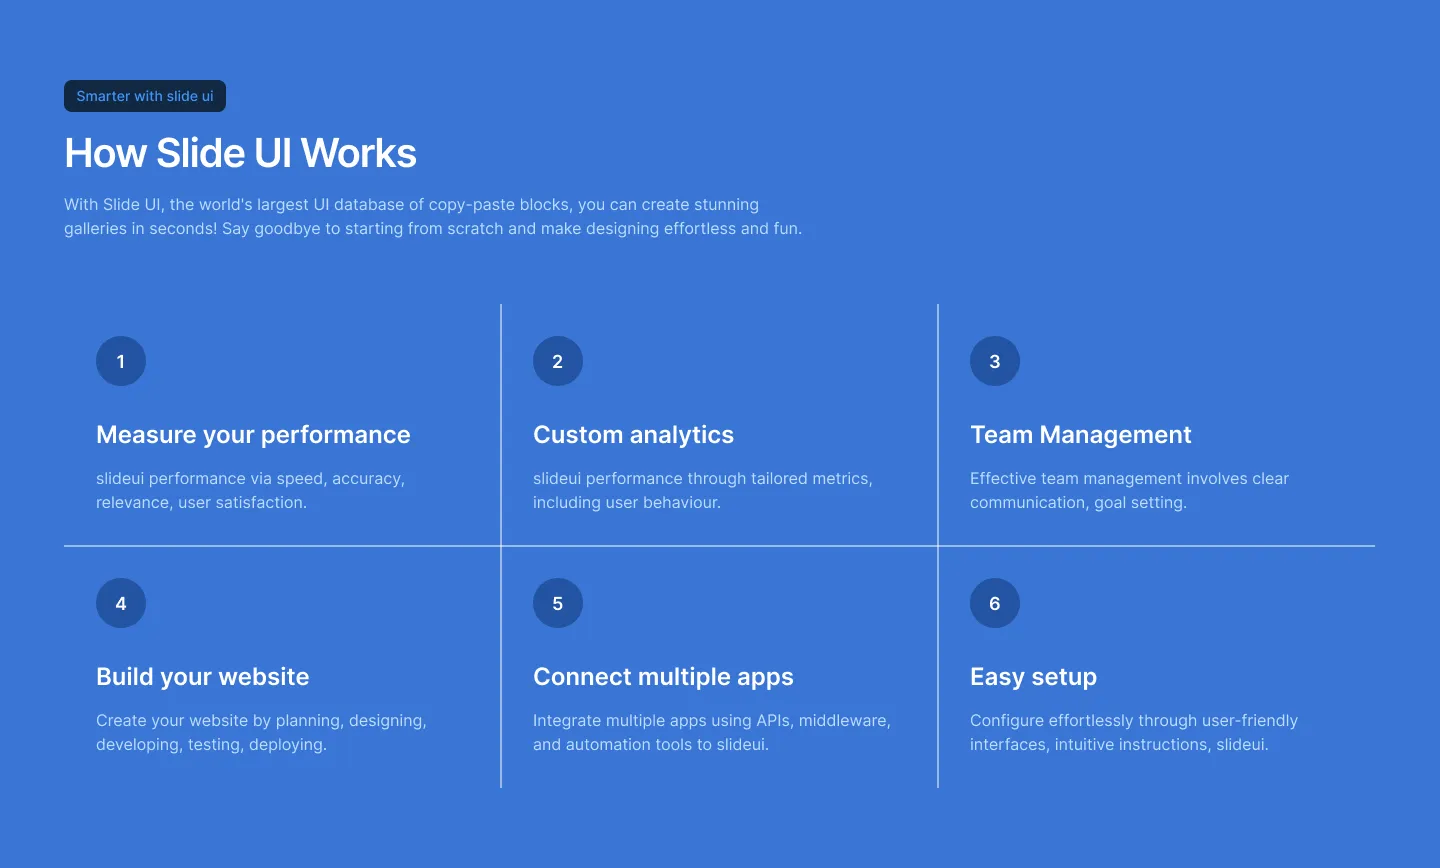 Smarter with slide ui
How Slide UI Works
With Slide UI, the world's largest UI database of copy-paste blocks, you can create stunning
galleries in seconds! Say goodbye to starting from scratch and make designing effortless and fun.
1
Measure your performance
slideui performance via speed, accuracy,
relevance, user satisfaction.
2
Custom analytics
slideui performance through tailored metrics,
including user behaviour.
3
Team Management
Effective team management involves clear
communication, goal setting.
4
Build your website
Create your website by planning, designing,
developing, testing, deploying.
5
Connect multiple apps
Integrate multiple apps using APIs, middleware,
and automation tools to slideui.
6
Easy setup
Configure effortlessly through user-friendly
interfaces, intuitive instructions, slideui.